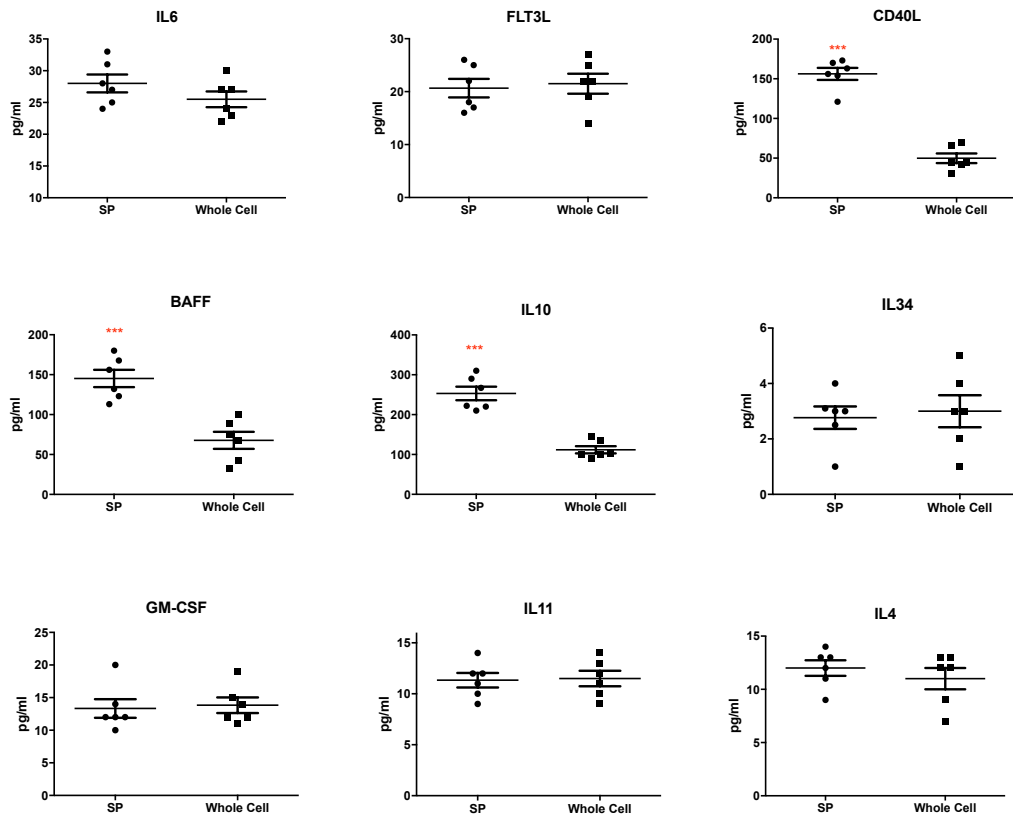 IL6
35
30
25
20
15
10
pg/ml
SP
Whole Cell
FLT3L
30
20
10
0
pg/ml
SP
Whole Cell
CD40L
***
200
150
100
50
0
pg/ml
SP
Whole Cell
BAFF
***
200
150
100
50
0
pg/ml
SP
Whole Cell
IL10
***
400
300
200
100
0
pg/ml
SP
Whole Cell
IL34
6
4
2
0
pg/ml
SP
Whole Cell
GM-CSF
25
20
15
10
5
0
pg/ml
SP
Whole Cell
IL11
15
10
5
0
pg/ml
SP
Whole Cell
IL4
15
10
5
0
pg/ml
SP
Whole Cell